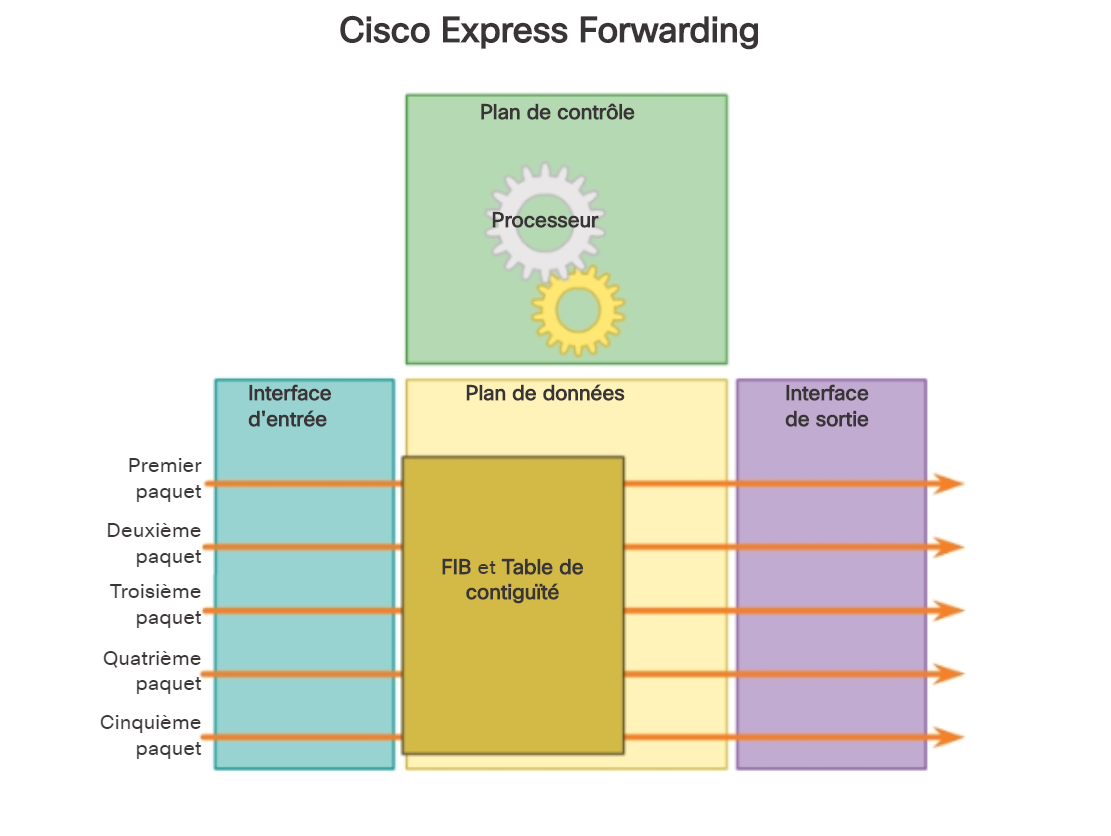 Cisco Express Forwarding
Plan de contrôle
Processeur
Interface
d'entrée
Plan de données
Interface
de sortie
Premier
paquet
Deuxième
paquet
Troisième
paquet
Quatrième
paquet
Cinquième
paquet
FIB et Table de
contiguïté